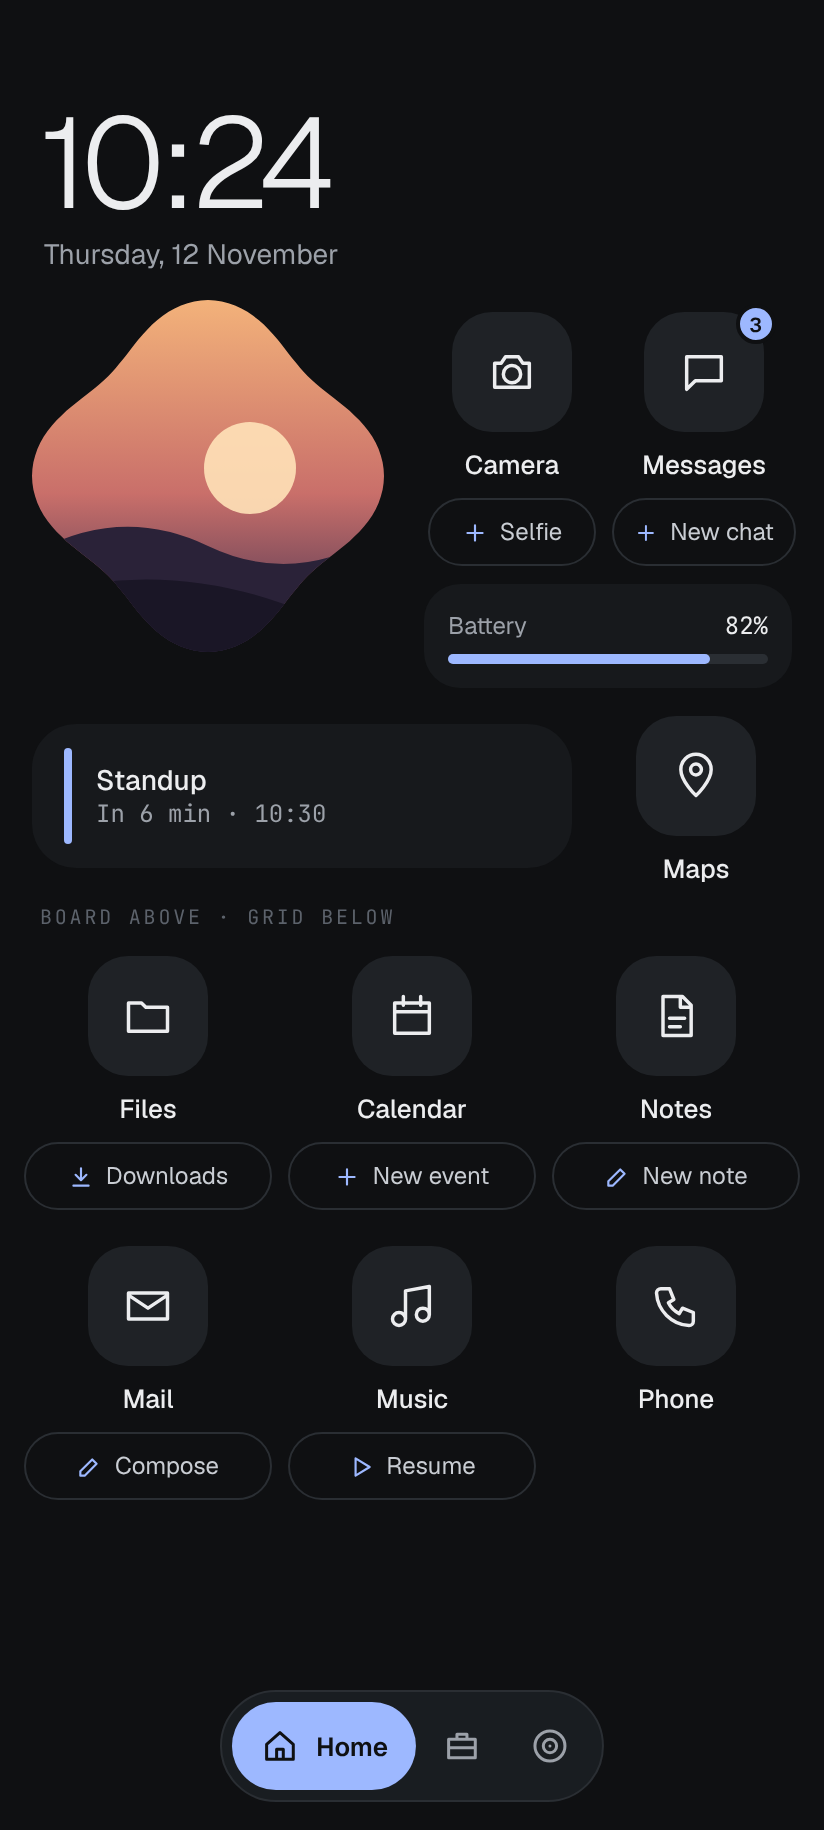 10:24
Thursday, 12 November
3
Camera
Messages
Selfie
New chat
Battery 82%
Standup
In 6 min · 10:30
Maps
BOARD ABOVE · GRID BELOW
Files
Calendar
Notes
Downloads
New event
New note
Mail
Music
Phone
Compose
Resume
Home